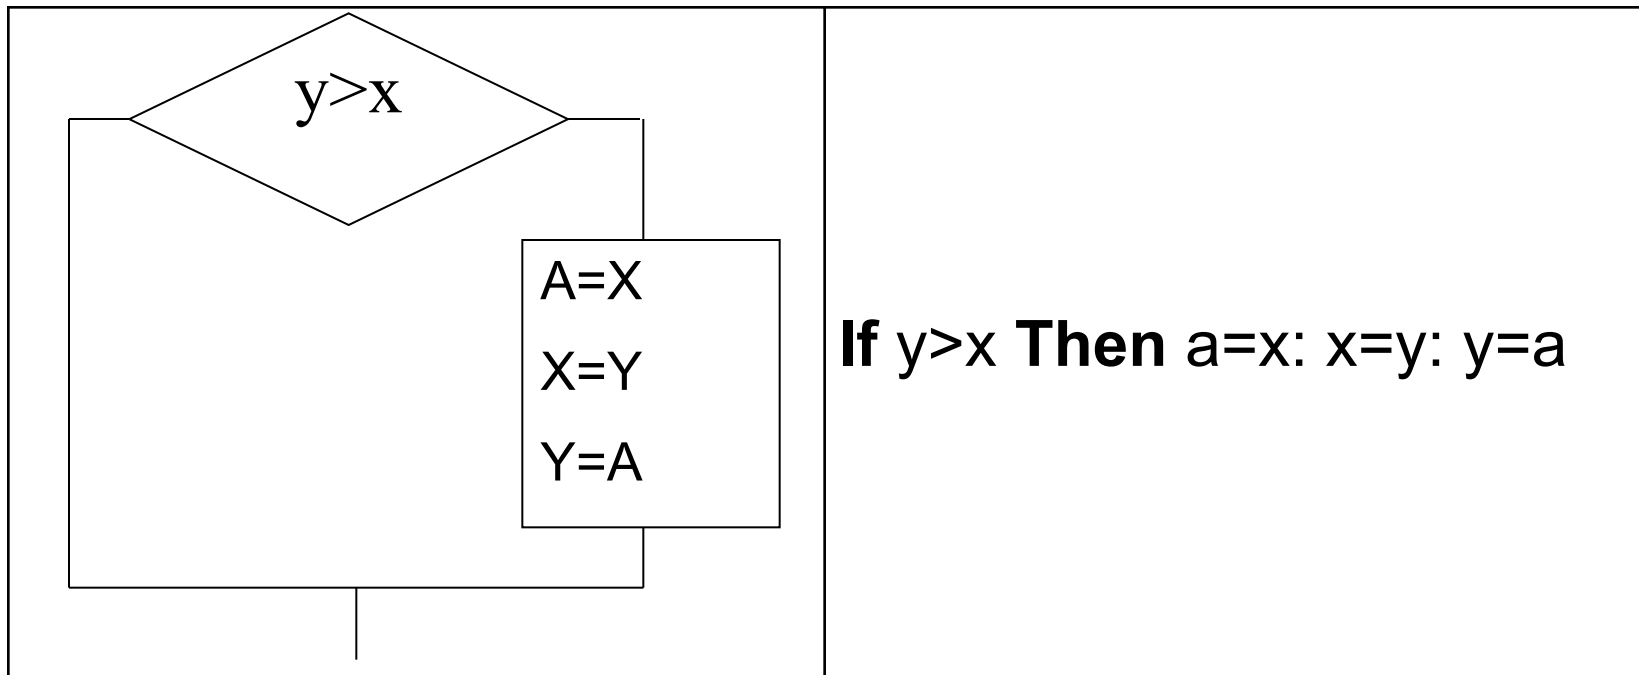 y>x
A=X
X=Y
Y=A
If y>x Then a=x: x=y: y=a